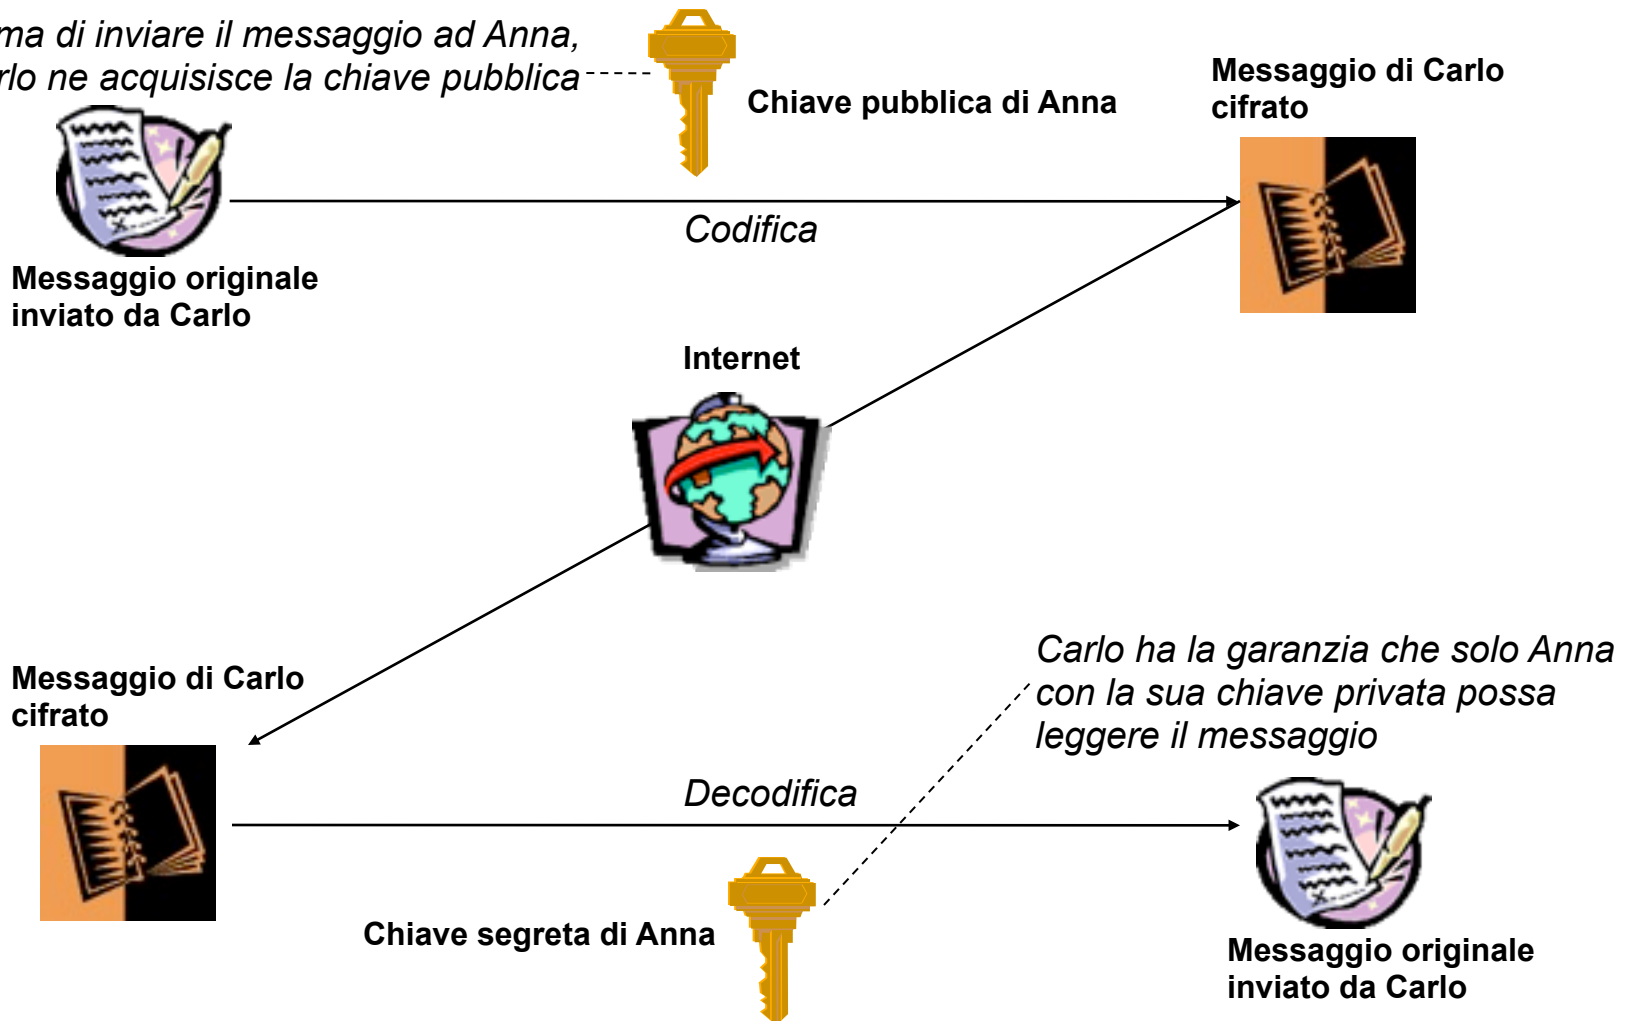 ma di inviare il messaggio ad Anna,
rlo ne acquisisce la chiave pubblica
Chiave pubblica di Anna
Messaggio di Carlo
cifrato
Codifica
Messaggio originale
inviato da Carlo
Internet
Messaggio di Carlo
cifrato
Carlo ha la garanzia che solo Anna
con la sua chiave privata possa
leggere il messaggio
Decodifica
Chiave segreta di Anna
Messaggio originale
inviato da Carlo